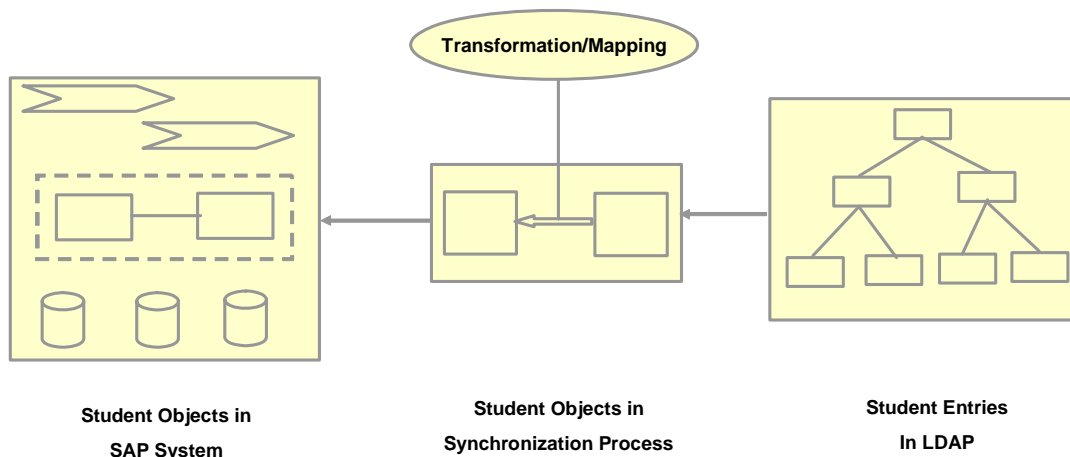 Transformation/Mapping
Student Objects in
SAP System
Student Objects in
Synchronization Process
Student Entries
In LDAP